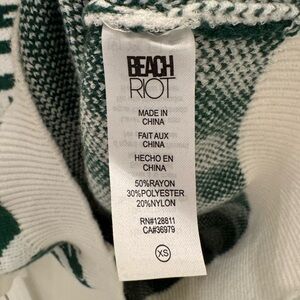 BEACH
RIOT
MADE IN
CHINA
FAIT AUX
CHINA
HECHO EN
CHINA
50%RAYON
30%POLYESTER
20%NYLON
RN#128811
CA#36979
XS